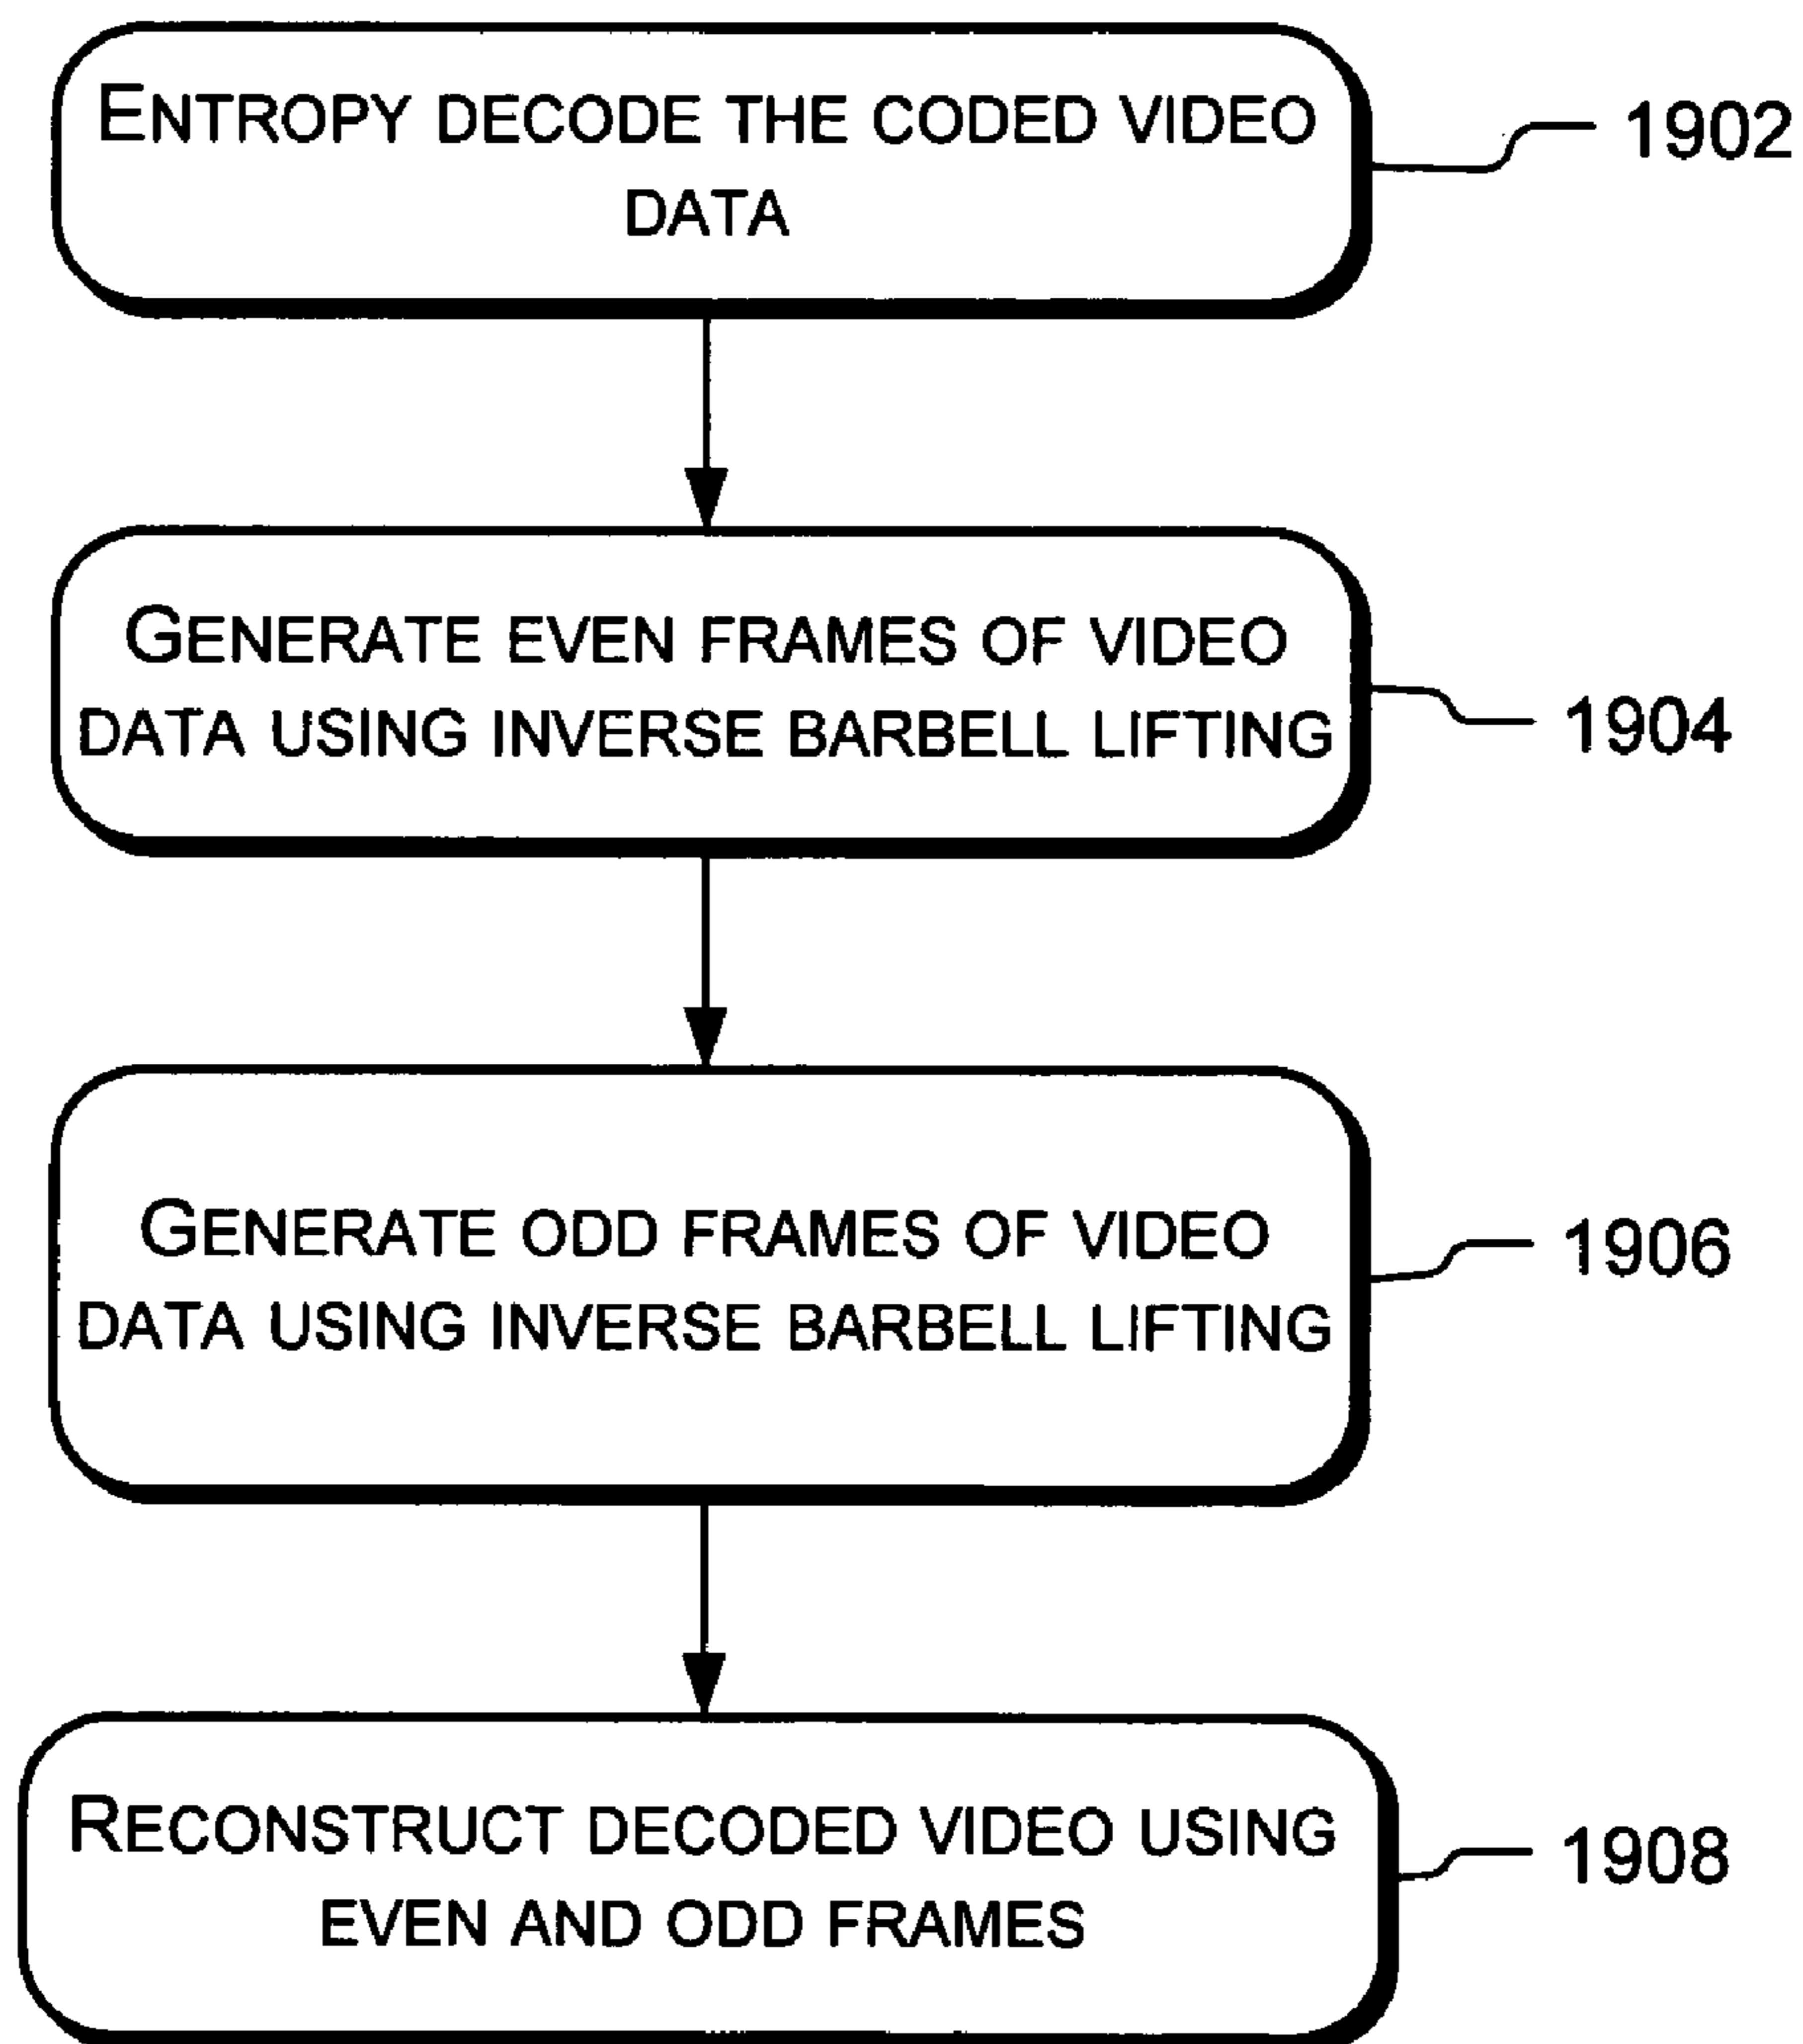 ENTROPY DECODE THE CODED VIDEO
DATA
1902
GENERATE EVEN FRAMES OF VIDEO
DATA USING INVERSE BARBELL LIFTING
1904
GENERATE ODD FRAMES OF VIDEO
DATA USING INVERSE BARBELL LIFTING
1906
RECONSTRUCT DECODED VIDEO USING
EVEN AND ODD FRAMES
1908